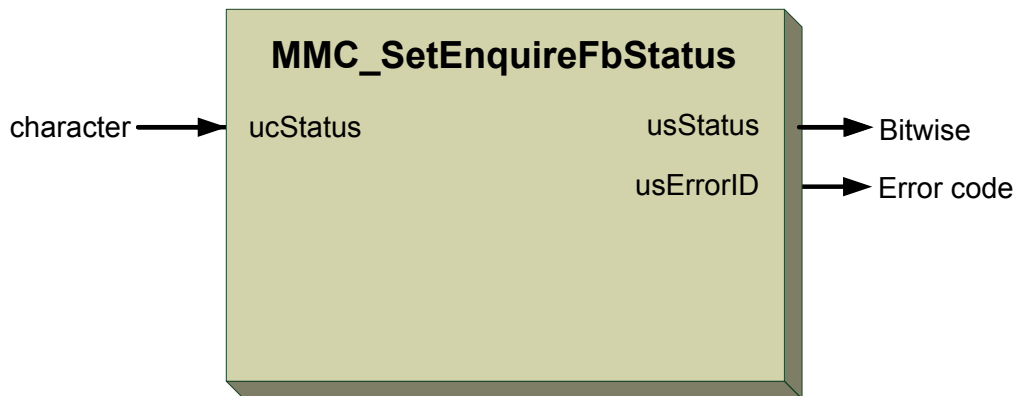 MMC_SetEnquireFbStatus
character ucStatus usStatus Bitwise
usErrorID Error code